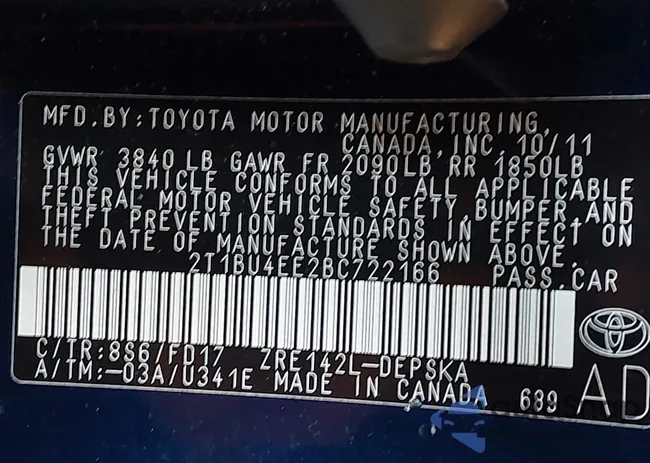 MFD.BY:TOYOTA MOTOR MANUFACTURING,
CANADA, INC. 10/11
GVWR 3840 LB GAWR FR 2090LB RR 1850LB
THIS VEHICLE CONFORMS TO ALL APPLICABLE
FEDERAL MOTOR VEHICLE SAFETY,BUMPER,AND
THEFT PREVENTION STANDARDS IN EFFECT ON
THE DATE OF MANUFACTURE SHOWN ABOVE.
2T1BU4EE2BC722166 PASS.CAR
C/TR:8S6/FD17 ZRE142L-DEPSKA
A/TM:-03A/U341E MADE IN CANADA 689 AD